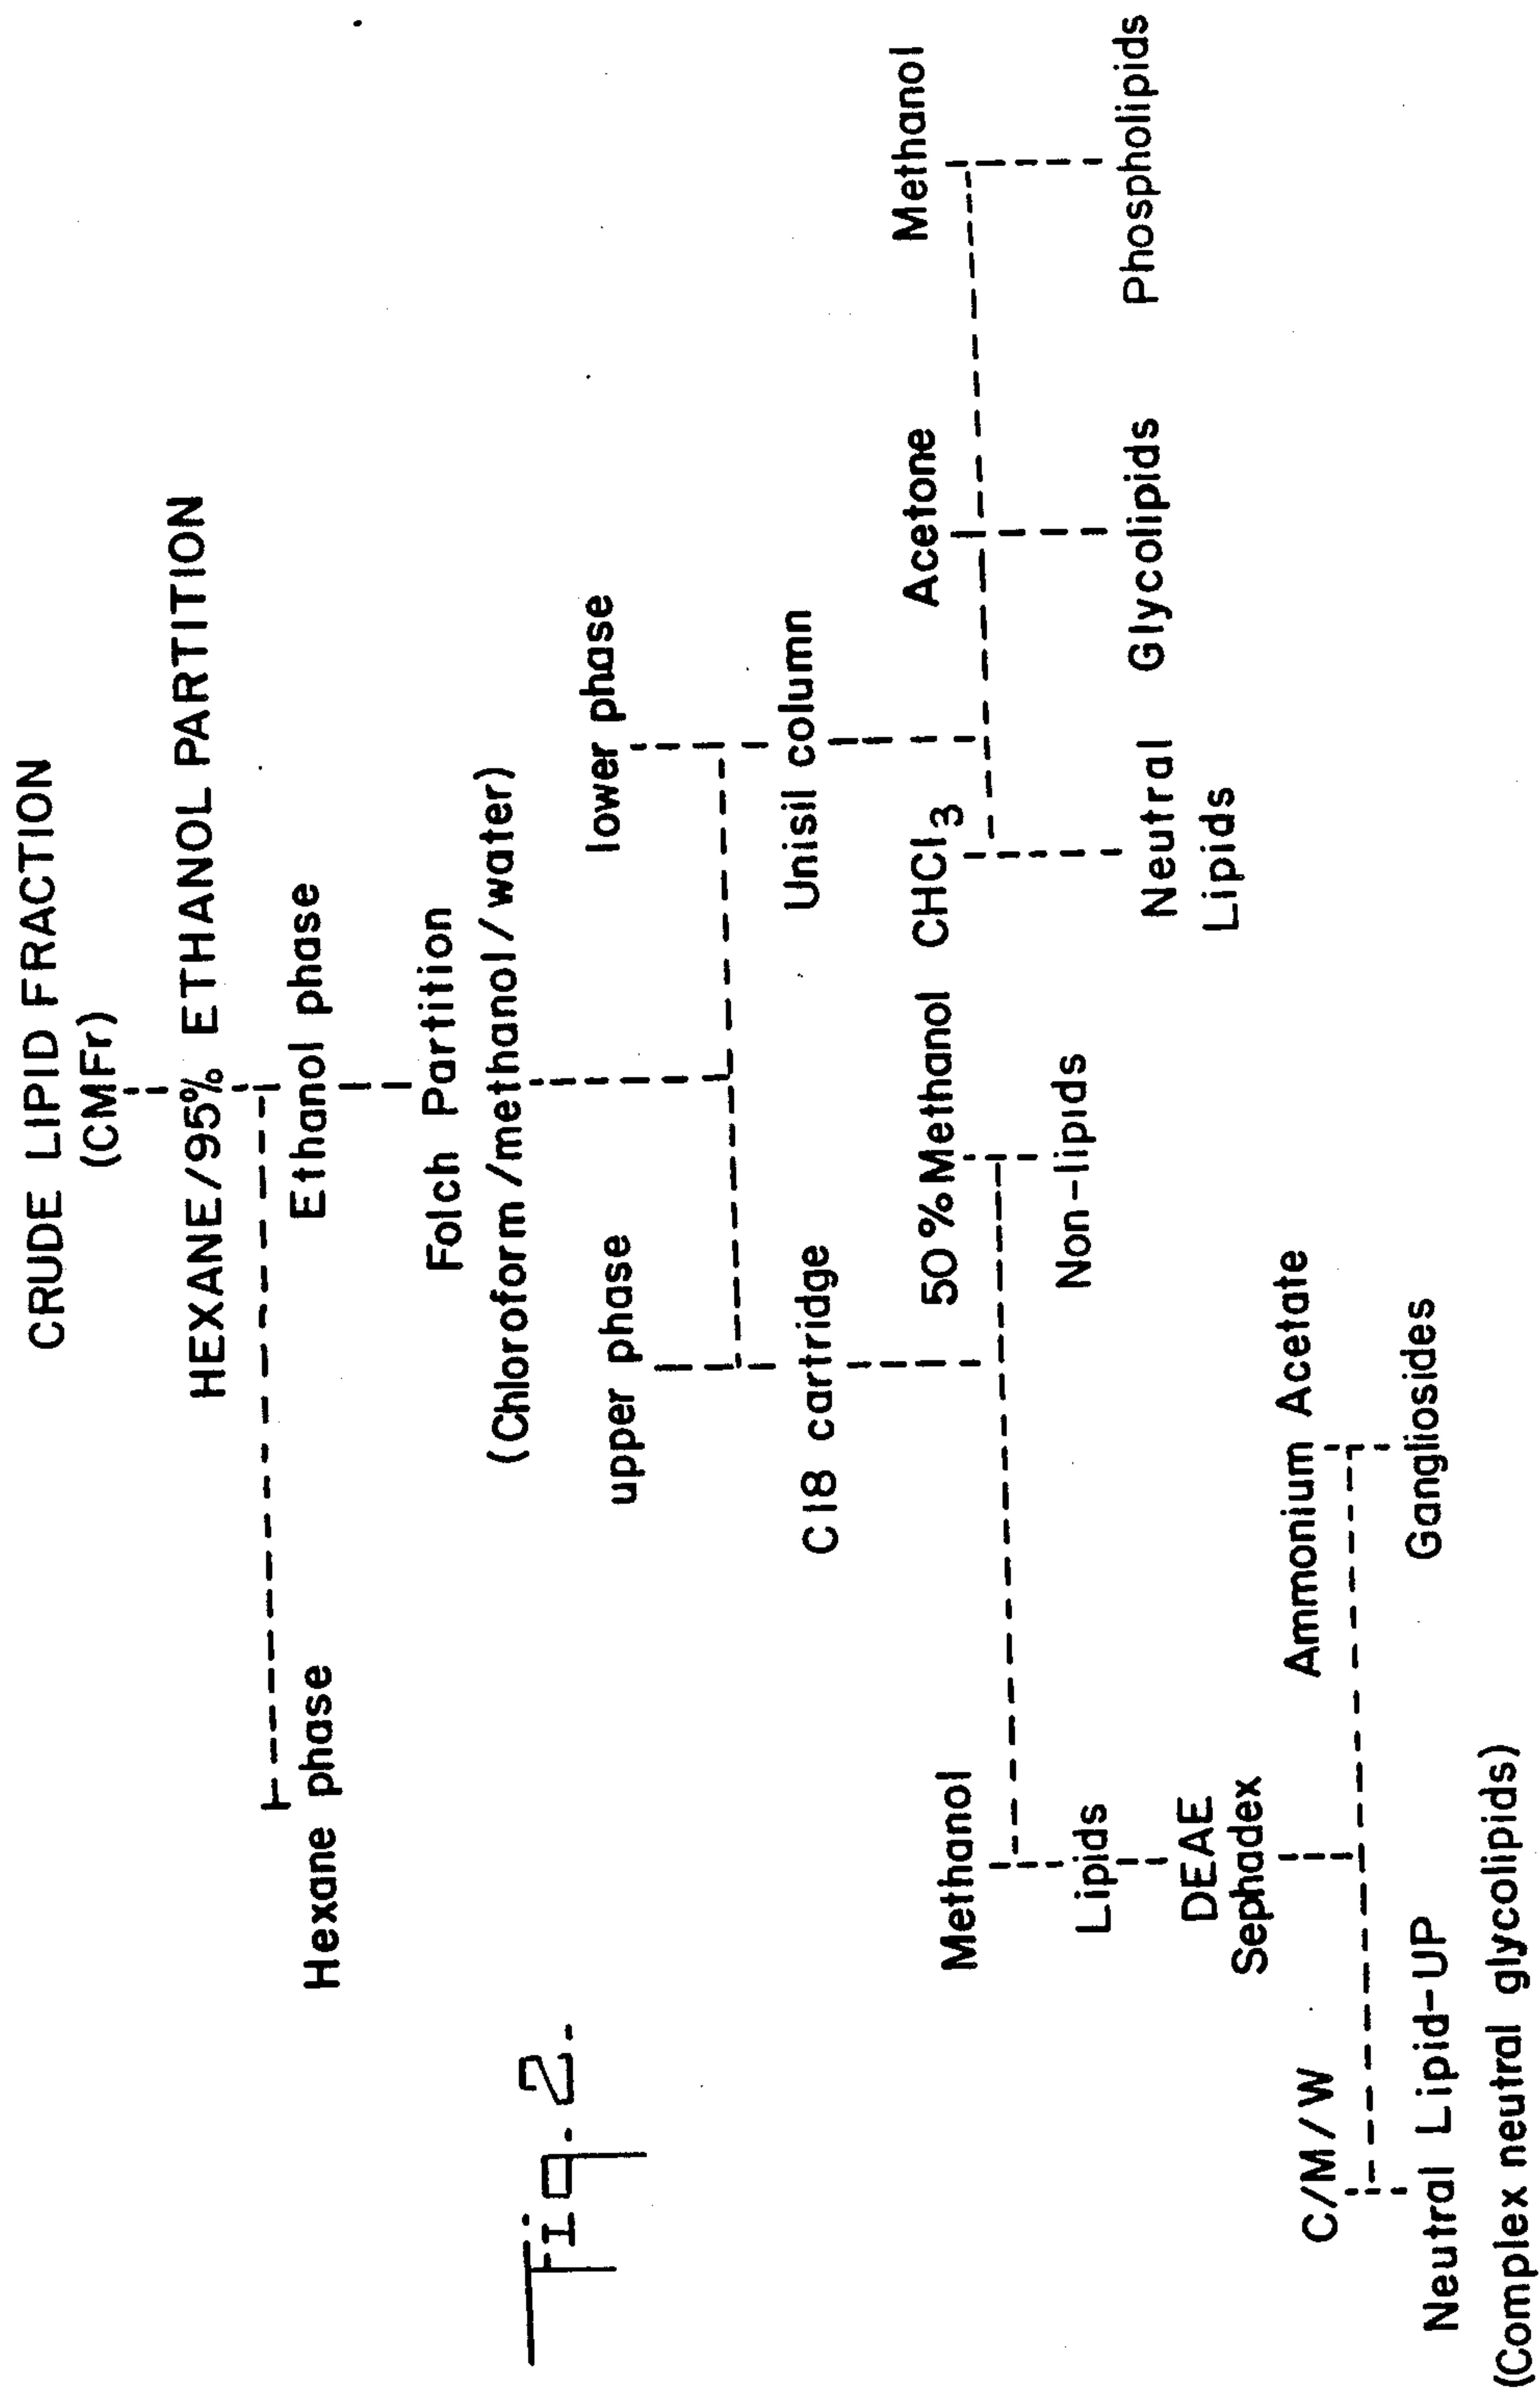 CRUDE LIPID FRACTION
(CMFr)
HEXANE/95% ETHANOL PARTITION
Hexane phase
Ethanol phase
Folch Partition
(Chloroform/methanol/water)
Fig. 2.
upper phase
lower phase
C18 cartridge
Unisil column
Methanol
50%Methanol
CHCl3
Acetone
Methanol
Lipids
Non-lipids
Neutral
Lipids
Glycolipids
Phospholipids
DEAE
Sephadex
C/M/W
Ammonium Acetate
Neutral Lipid-UP
Gangliosides
(Complex neutral glycolipids)